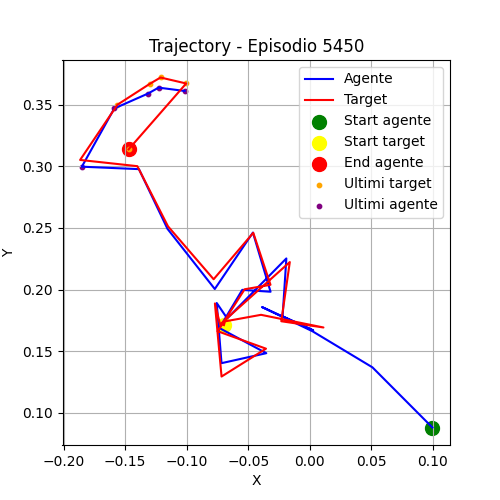 Trajectory - Episodio 5450
Agente
Target
Start agente
Start target
End agente
Ultimi target
Ultimi agente
Y
0.35
0.30
0.25
0.20
0.15
0.10
−0.20 −0.15 −0.10 −0.05 0.00 0.05 0.10
X